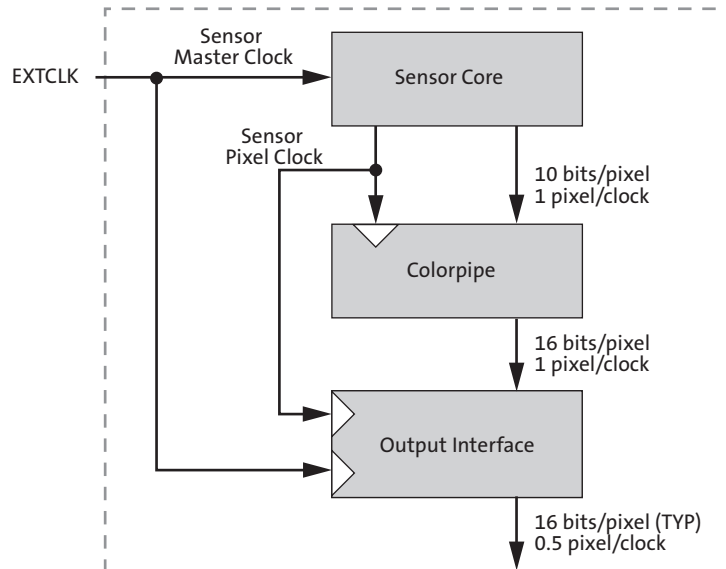 Sensor
Master Clock
EXTCLK
Sensor Core
Sensor
Pixel Clock
10 bits/pixel
1 pixel/clock
Colorpipe
16 bits/pixel
1 pixel/clock
Output Interface
16 bits/pixel (TYP)
0.5 pixel/clock